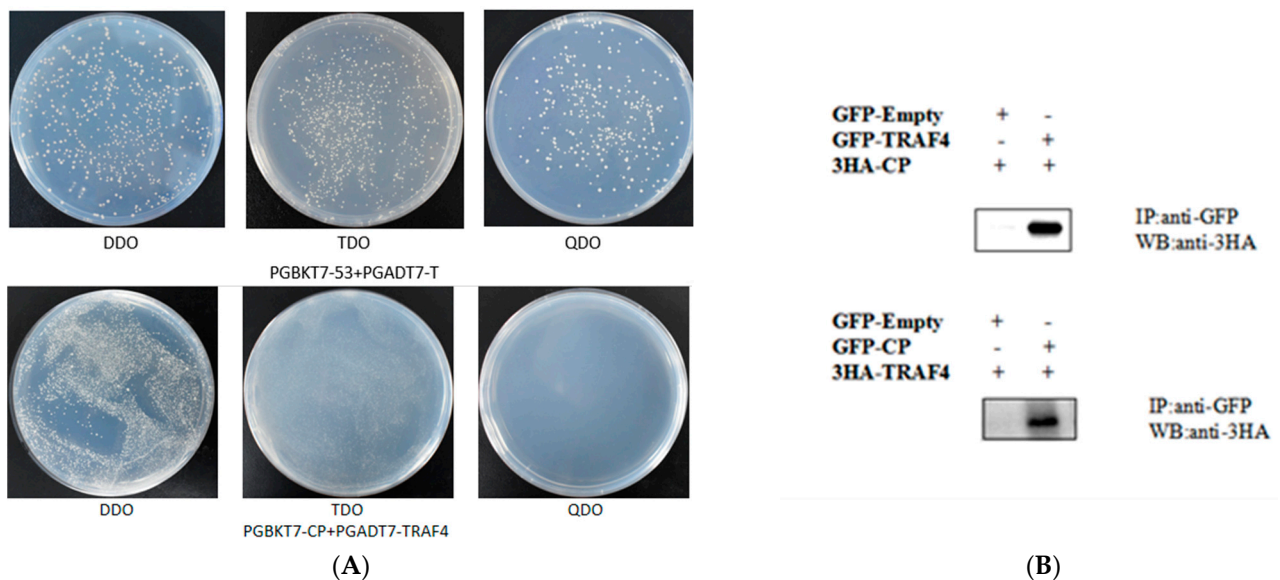 DDO
TDO
QDO
PGBKT7-53+PGADT7-T
DDO
TDO
QDO
PGBKT7-CP+PGADT7-TRAF4
(A)
GFP-Empty + -
GFP-TRAF4 - +
3HA-CP + +
IP:anti-GFP
WB:anti-3HA
GFP-Empty + -
GFP-CP - +
3HA-TRAF4 + +
IP:anti-GFP
WB:anti-3HA
(B)